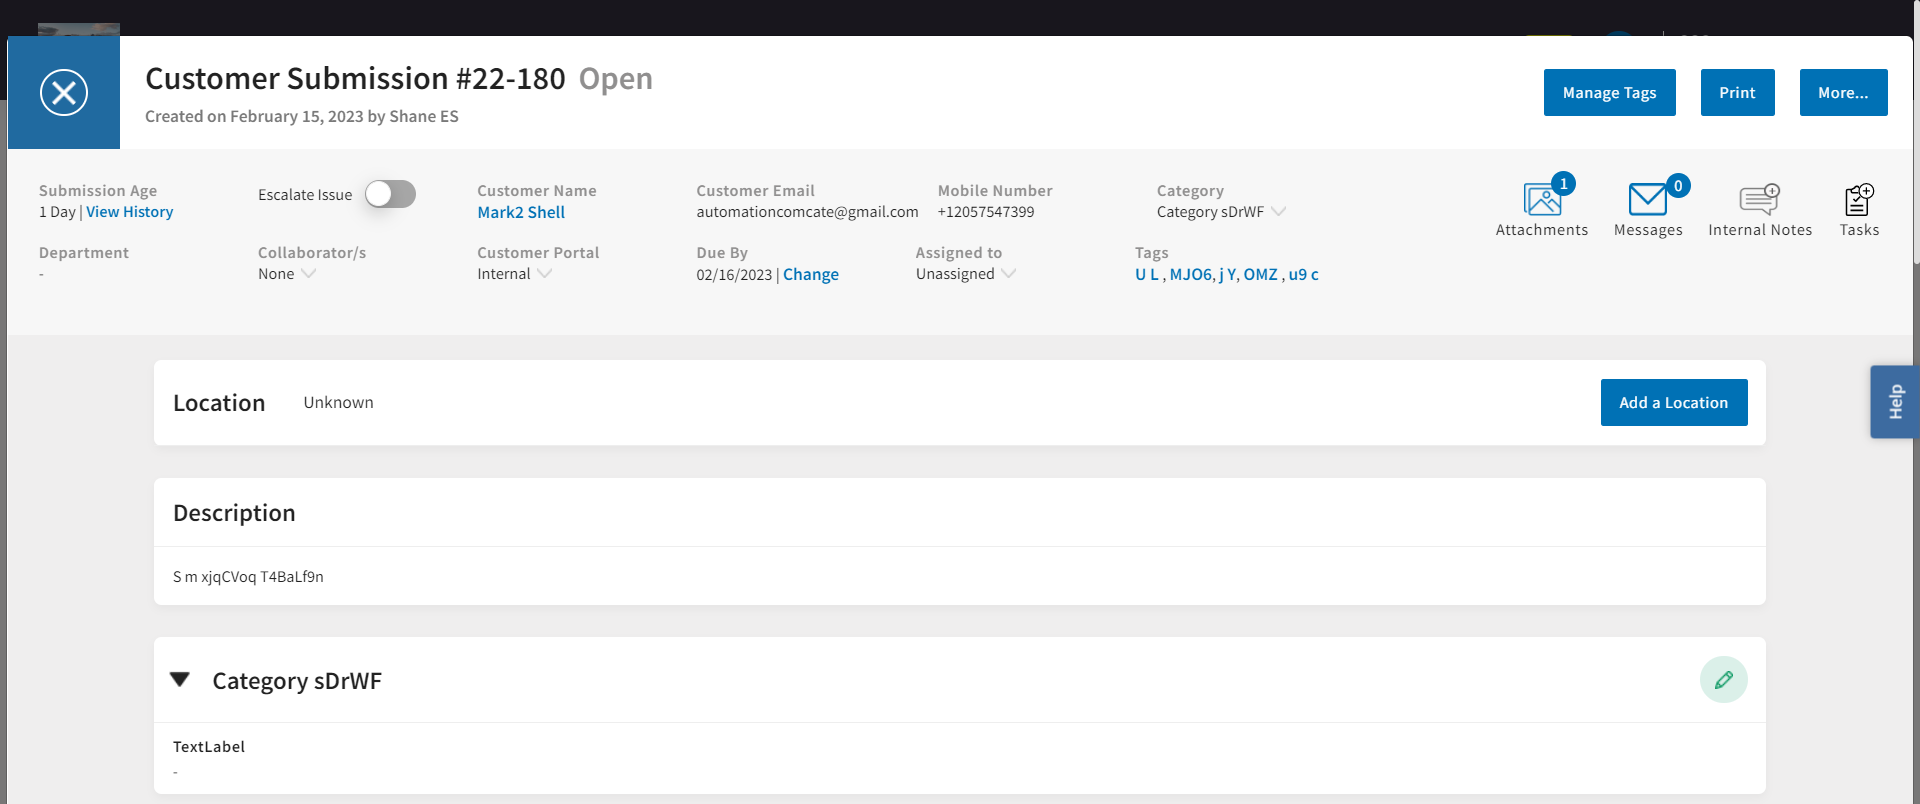 Customer Submission #22-180 Open
Created on February 15, 2023 by Shane ES
Manage Tags
Print
More...
Submission Age
1 Day | View History
Escalate Issue
Customer Name
Mark2 Shell
Customer Email
automationcomcate@gmail.com
Mobile Number
+12057547399
Category
Category sDrWF
1
Attachments
0
Messages
Internal Notes
Tasks
Department
-
Collaborator/s
None
Customer Portal
Internal
Due By
02/16/2023 | Change
Assigned to
Unassigned
Tags
U L , MJO6, j Y, OMZ , u9 c
Location
Unknown
Add a Location
Help
Description
S m xjqCVoq T4BaLf9n
Category sDrWF
TextLabel
-